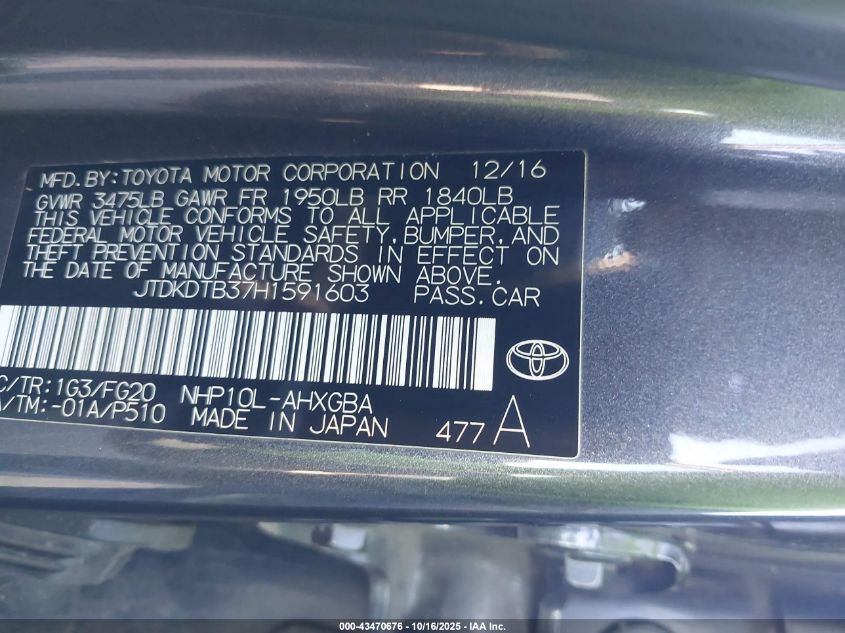 MFD.BY:TOYOTA MOTOR CORPORATION 12/16
GVWR 3475LB GAWR FR 1950LB RR 1840LB
THIS VEHICLE CONFORMS TO ALL APPLICABLE
FEDERAL MOTOR VEHICLE SAFETY,BUMPER,AND
THEFT PREVENTION STANDARDS IN EFFECT ON
THE DATE OF MANUFACTURE SHOWN ABOVE.
JTDKDTB37H1591603 PASS.CAR
C/TR:1G3/FG20 NHP10L-AHXGBA
A/TM:-01A/P510 MADE IN JAPAN 477 A
000-43470676 - 10/16/2025 - IAA Inc.